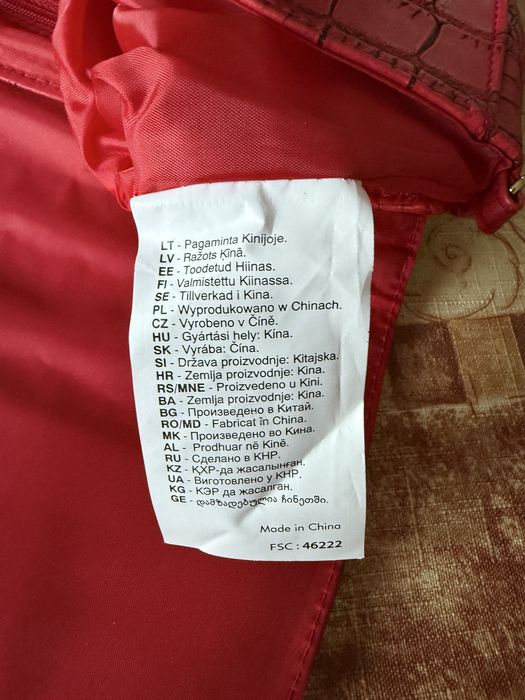 LT - Pagaminta Kinijoje.
LV - Ražots Ķīnā.
EE - Toodetud Hiinas.
FI - Valmistettu Kiinassa.
SE - Tillverkad i Kina.
PL - Wyprodukowano w Chinach.
CZ - Vyrobeno v Číně.
HU - Gyártási hely: Kína.
SK - Vyrába: Čína.
SI - Država proizvodnje: Kitajska.
HR - Zemlja proizvodnje: Kina.
RS/MNE - Proizvedeno u Kini.
BA - Zemlja proizvodnje: Kina.
BG - Произведено в Китай.
RO/MD - Fabricat în China.
MK - Произведено во Кина.
AL - Prodhuar në Kinë.
RU - Сделано в КНР.
KZ - ҚХР-да жасалынған.
UA - Виготовлено у КНР.
KG - КЭР да жасалган.
GE - დამზადებულია ჩინეთში.
Made in China
FSC : 46222